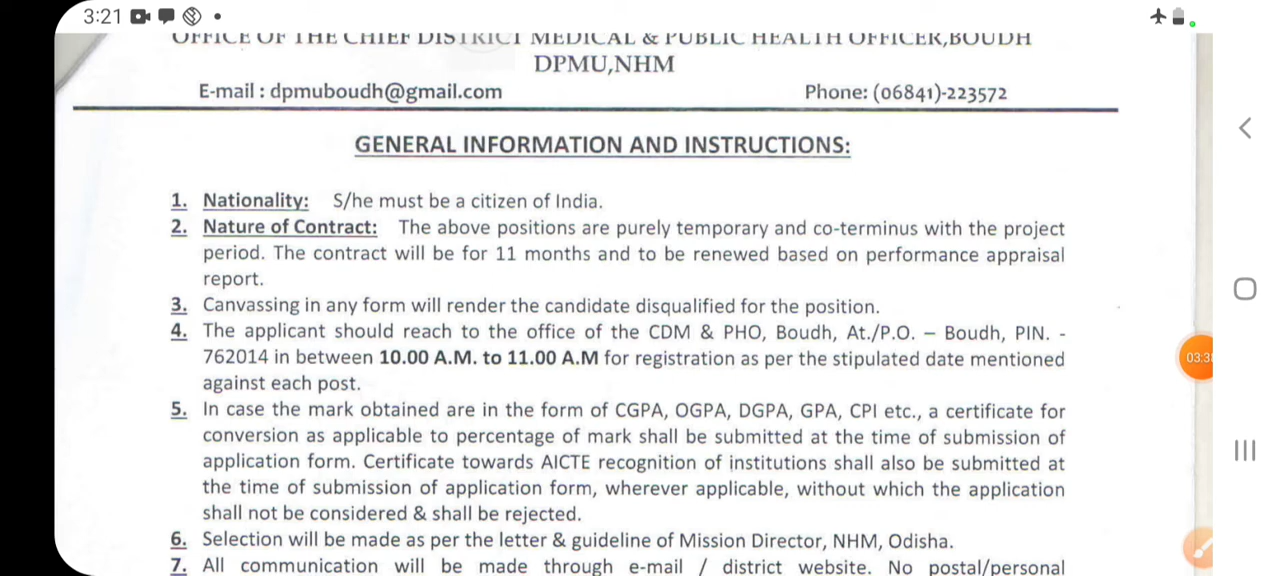 3:21
OFFICE OF THE CHIEF DISTRICT MEDICAL & PUBLIC HEALTH OFFICER,BOUDH
DPMU,NHM
E-mail : dpmuboudh@gmail.com Phone: (06841)-223572
GENERAL INFORMATION AND INSTRUCTIONS:
1. Nationality: S/he must be a citizen of India.
2. Nature of Contract: The above positions are purely temporary and co-terminus with the project
period. The contract will be for 11 months and to be renewed based on performance appraisal
report.
3. Canvassing in any form will render the candidate disqualified for the position.
4. The applicant should reach to the office of the CDM & PHO, Boudh, At./P.O. – Boudh, PIN. -
762014 in between 10.00 A.M. to 11.00 A.M for registration as per the stipulated date mentioned
against each post.
5. In case the mark obtained are in the form of CGPA, OGPA, DGPA, GPA, CPI etc., a certificate for
conversion as applicable to percentage of mark shall be submitted at the time of submission of
application form. Certificate towards AICTE recognition of institutions shall also be submitted at
the time of submission of application form, wherever applicable, without which the application
shall not be considered & shall be rejected.
6. Selection will be made as per the letter & guideline of Mission Director, NHM, Odisha.
7. All communication will be made through e-mail / district website. No postal/personal